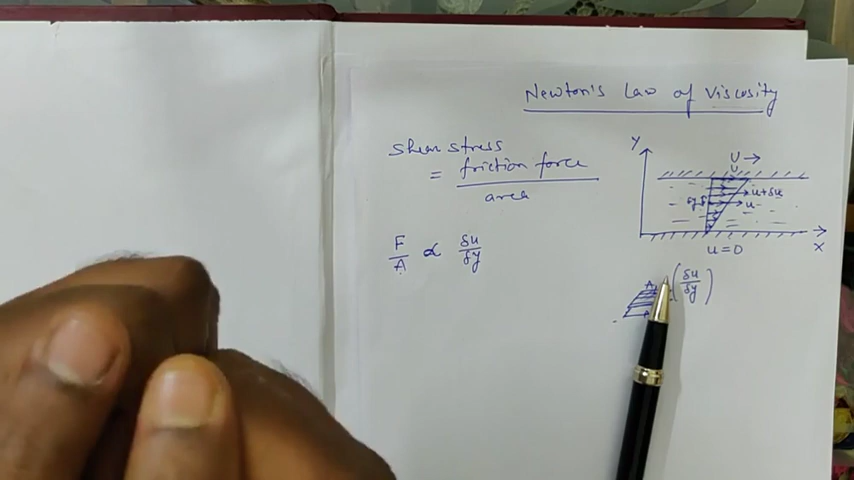 Newton's Law of Viscosity
shear stress
= friction force
area
F/A ∝ δu/δy
Y
U →
U
u+δu
δy
u
X
u=0
A
(δu/δy)